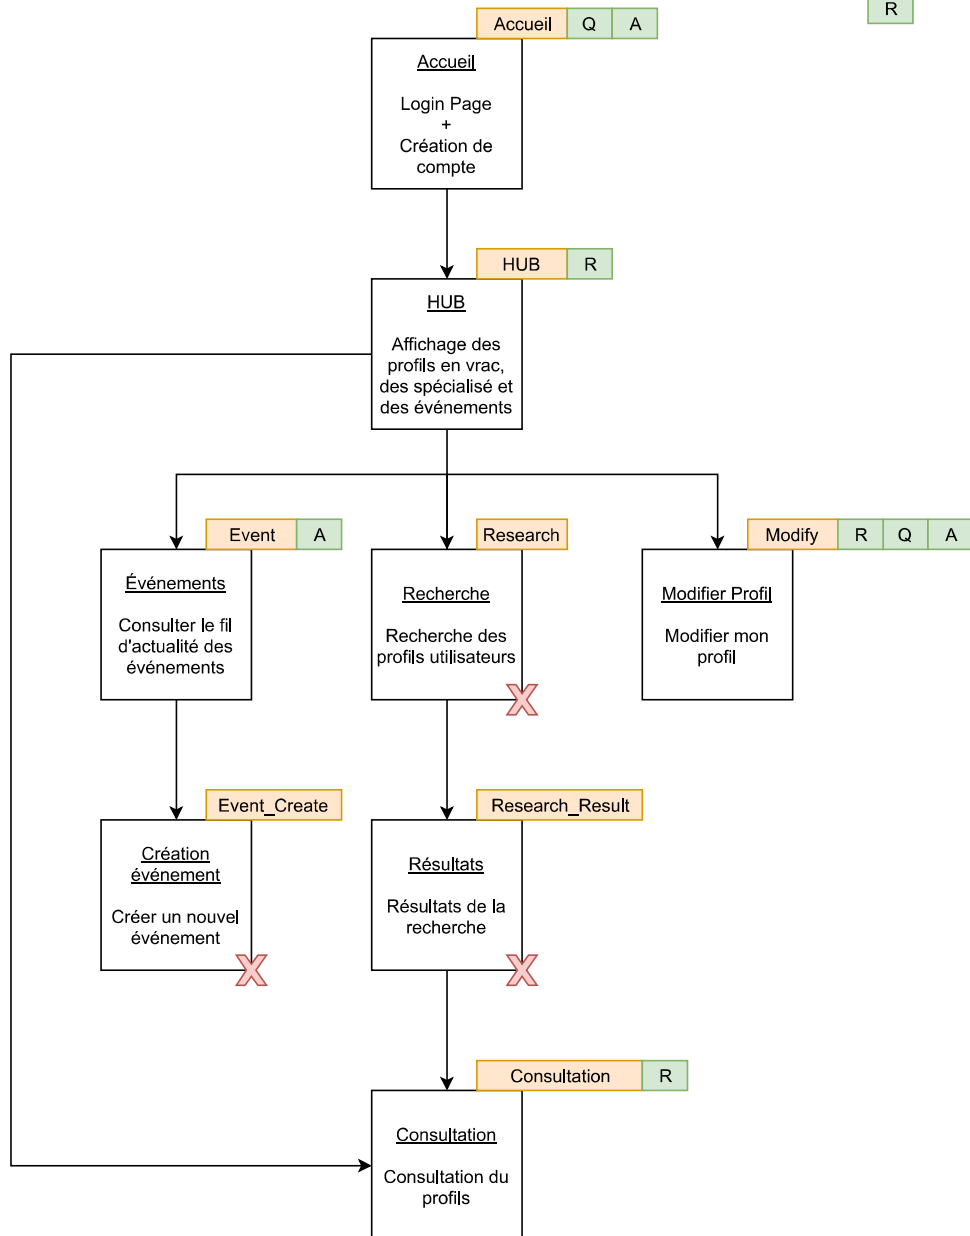 R
Accueil Q A
Accueil
Login Page
+
Création de
compte
HUB R
HUB
Affichage des
profils en vrac,
des spécialisé et
des événements
Event A
Événements
Consulter le fil
d'actualité des
événements
Research
Recherche
Recherche des
profils utilisateurs
X
Modify R Q A
Modifier Profil
Modifier mon
profil
Event_Create
Création
événement
Créer un nouvel
événement
X
Research_Result
Résultats
Résultats de la
recherche
X
Consultation R
Consultation
Consultation du
profils